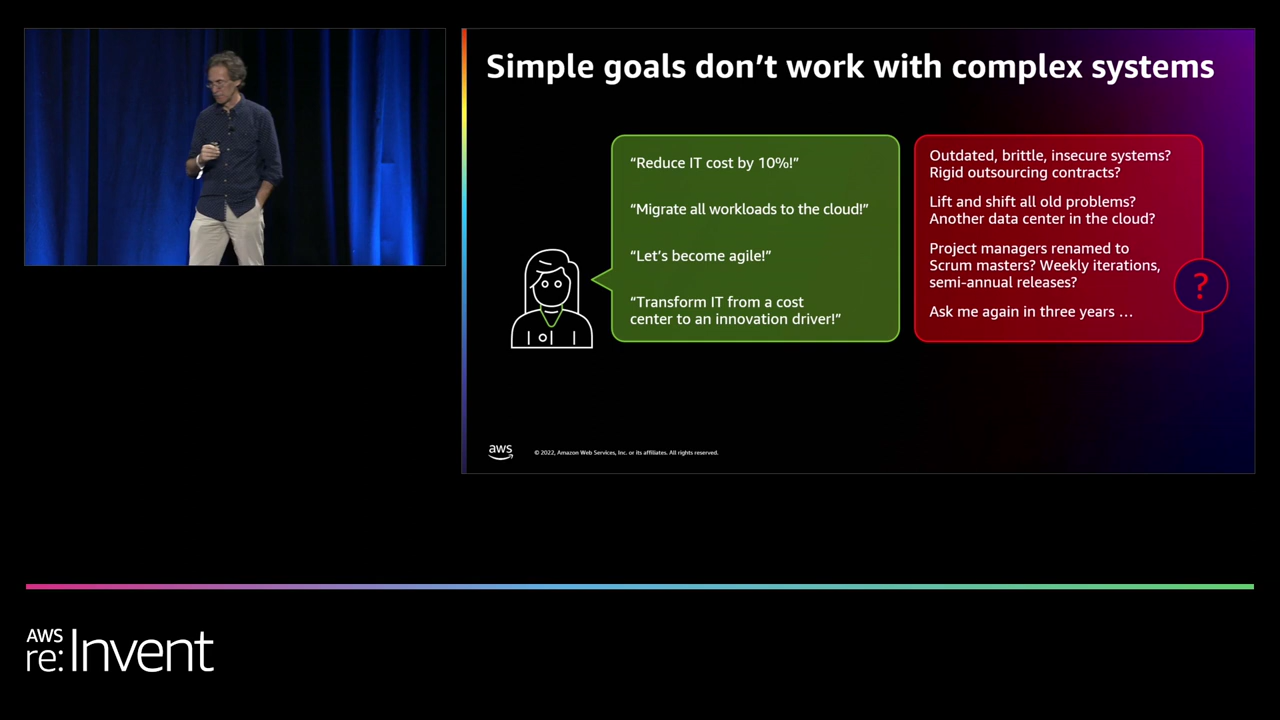 Simple goals don’t work with complex systems
“Reduce IT cost by 10%!”
“Migrate all workloads to the cloud!”
“Let’s become agile!”
“Transform IT from a cost
center to an innovation driver!”
Outdated, brittle, insecure systems?
Rigid outsourcing contracts?
Lift and shift all old problems?
Another data center in the cloud?
Project managers renamed to
Scrum masters? Weekly iterations,
semi-annual releases?
Ask me again in three years …
?
aws
© 2022, Amazon Web Services, Inc. or its affiliates. All rights reserved.
AWS
re:Invent